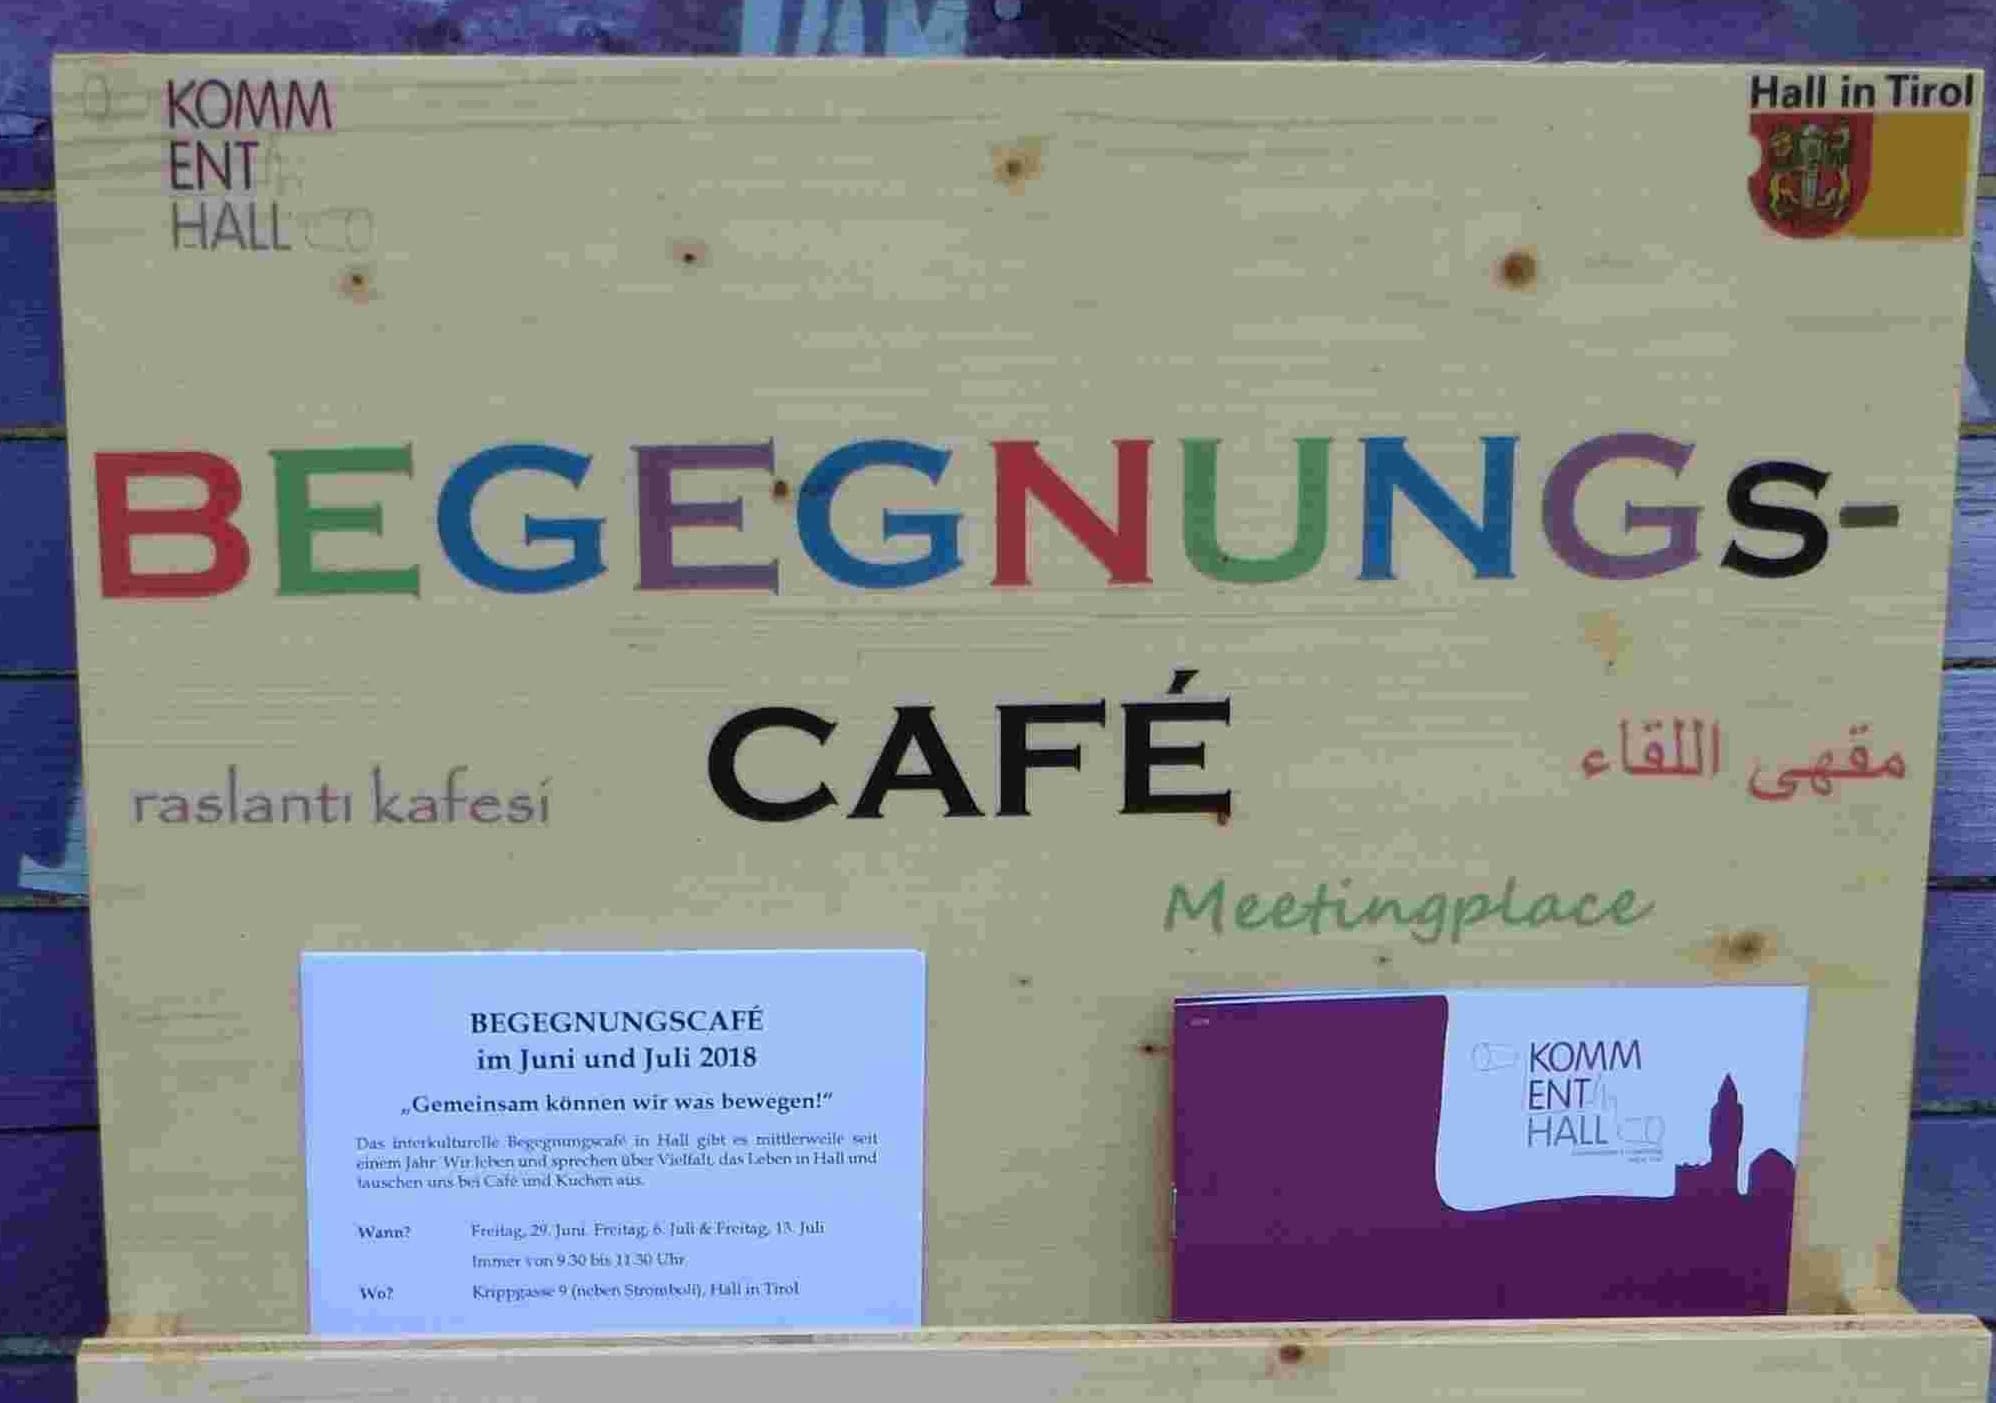 KOMM
ENT
HALL
Hall in Tirol
BEGEGNUNGS-
CAFÉ
raslantı kafesi
مقهى اللقاء
Meetingplace
BEGEGNUNGSCAFÉ
im Juni und Juli 2018
„Gemeinsam können wir was bewegen!“
Das interkulturelle Begegnungscafé in Hall gibt es mittlerweile seit
einem Jahr. Wir leben und sprechen über Vielfalt, das Leben in Hall und
tauschen uns bei Café und Kuchen aus.
Wann? Freitag, 29. Juni, Freitag, 6. Juli & Freitag, 13. Juli
Immer von 9.30 bis 11.30 Uhr
Wo? Krippgasse 9 (neben Stromboli), Hall in Tirol
KOMM
ENT
HALL